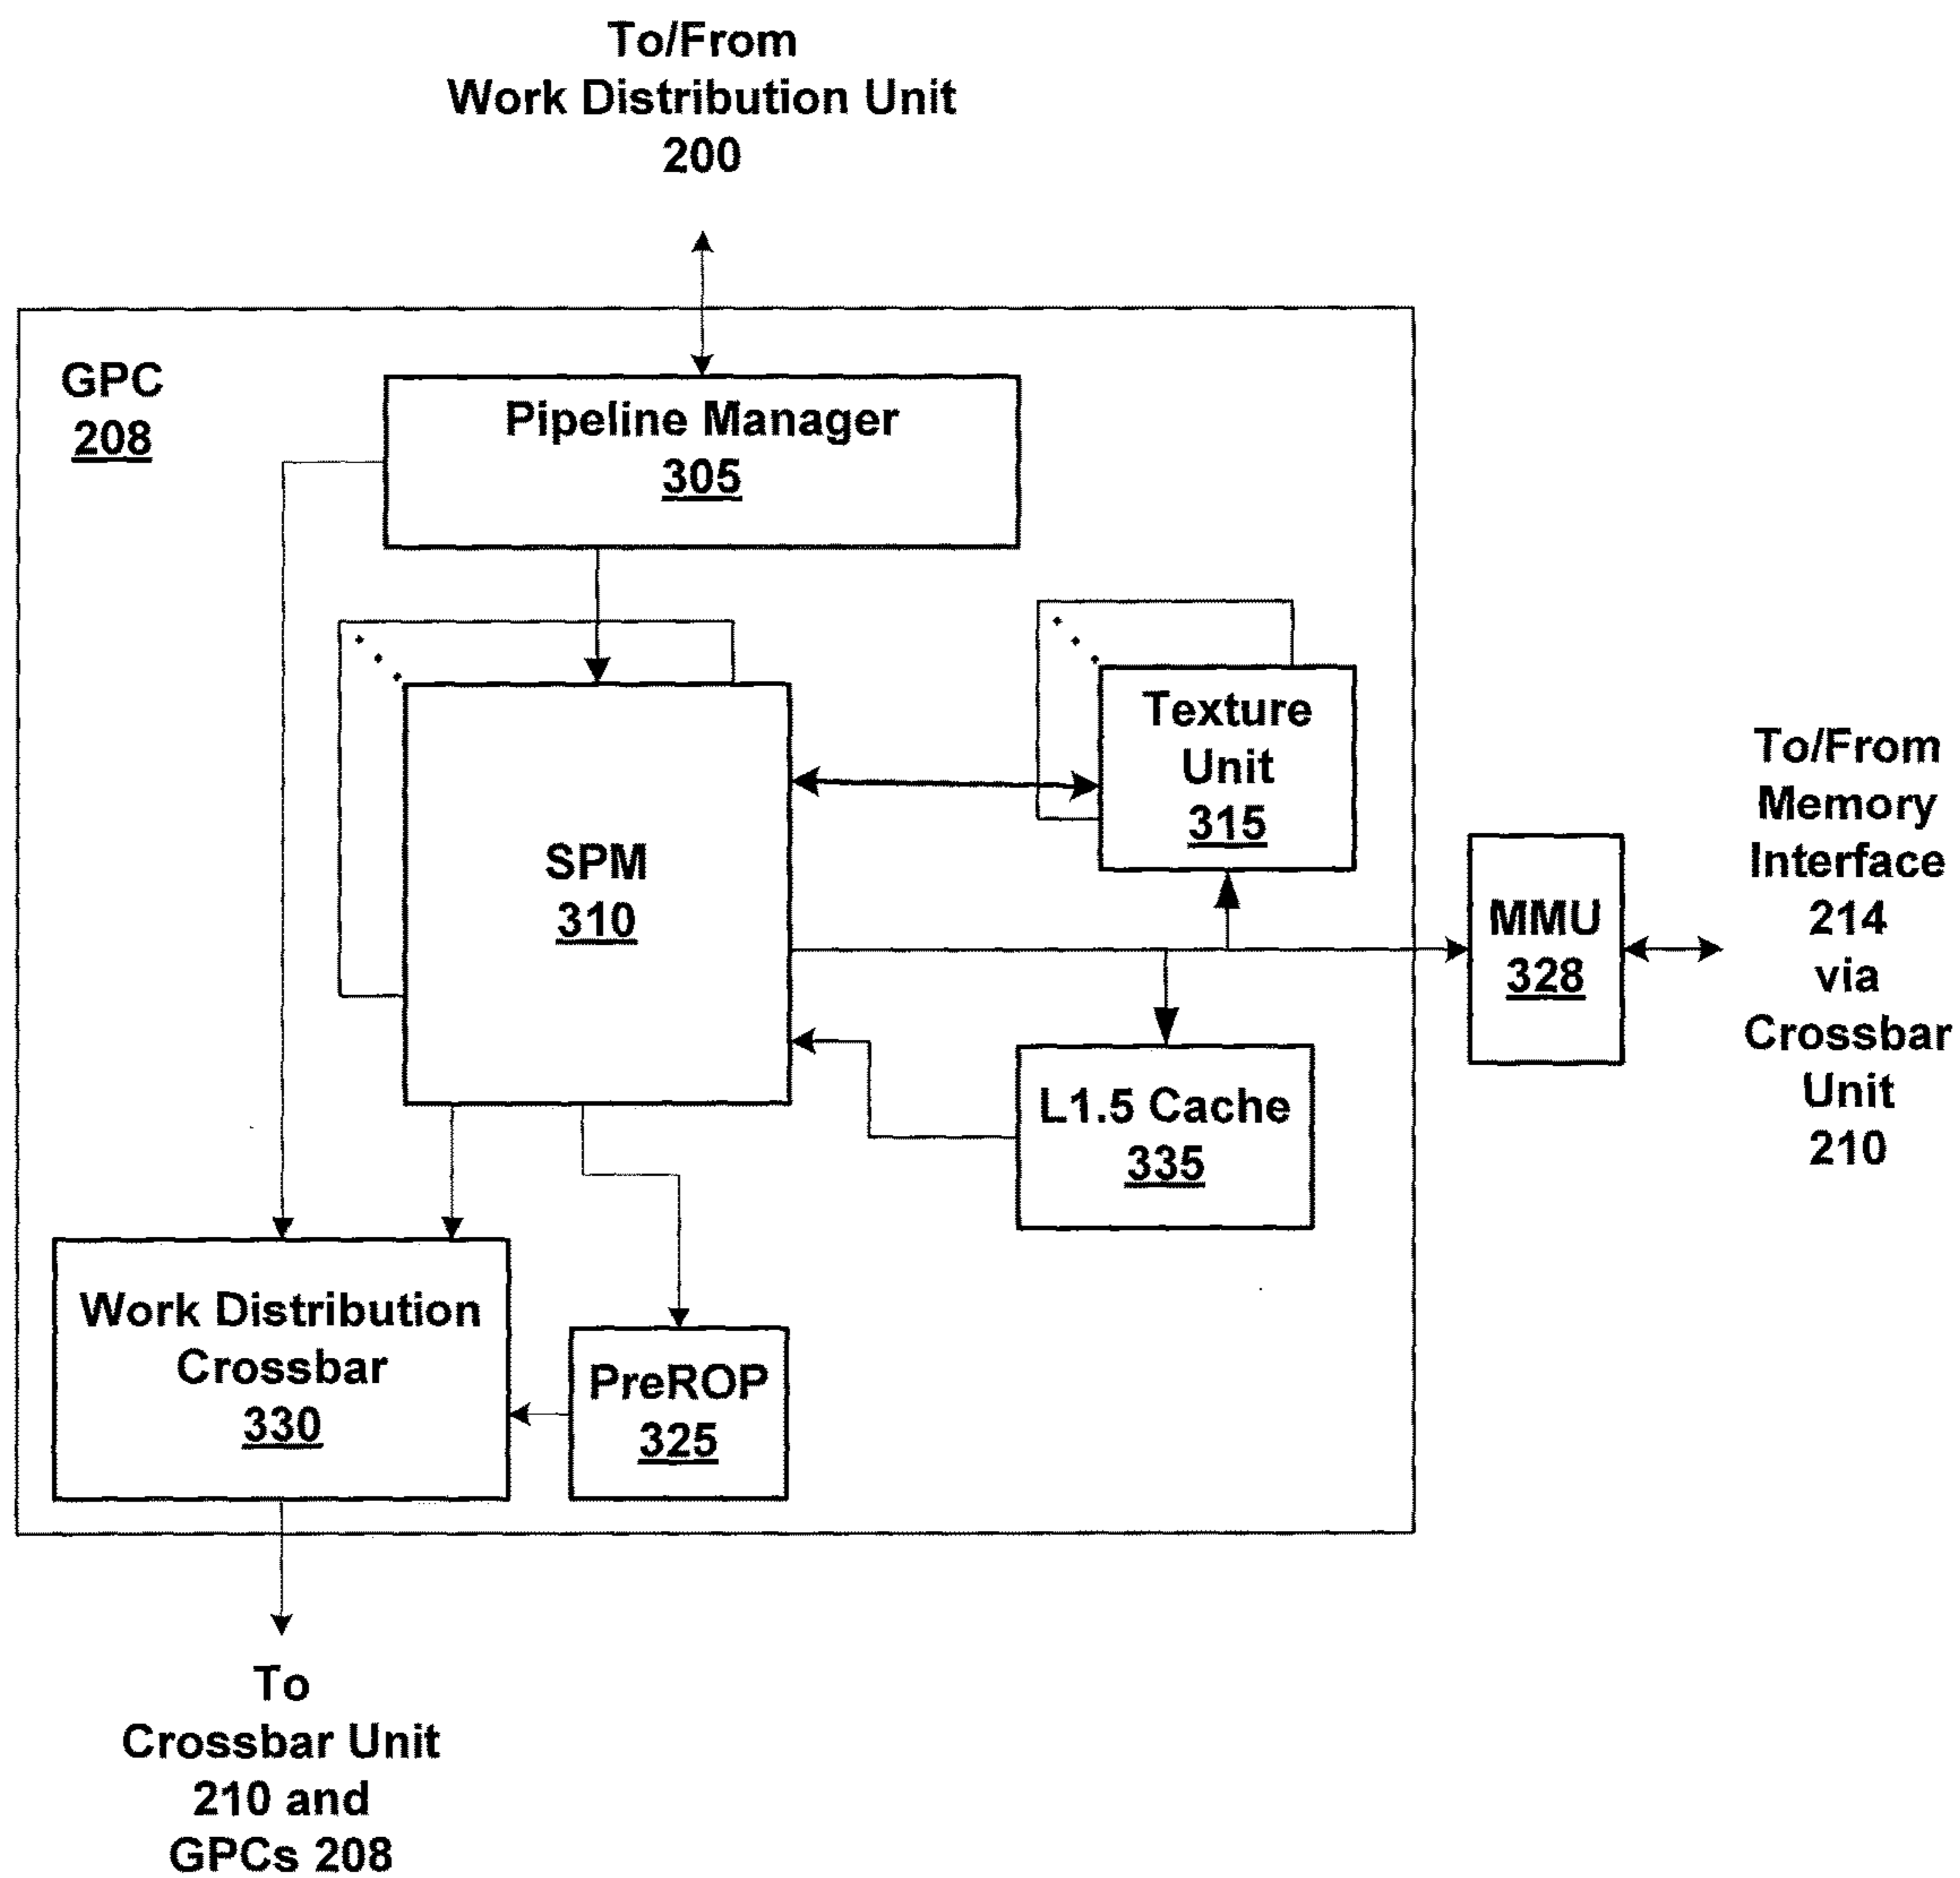 To/From
Work Distribution Unit
200
GPC
208
Pipeline Manager
305
Texture
Unit
315
SPM
310
To/From
Memory
Interface
214
via
Crossbar
Unit
210
MMU
328
L1.5 Cache
335
Work Distribution
Crossbar
330
PreROP
325
To
Crossbar Unit
210 and
GPCs 208